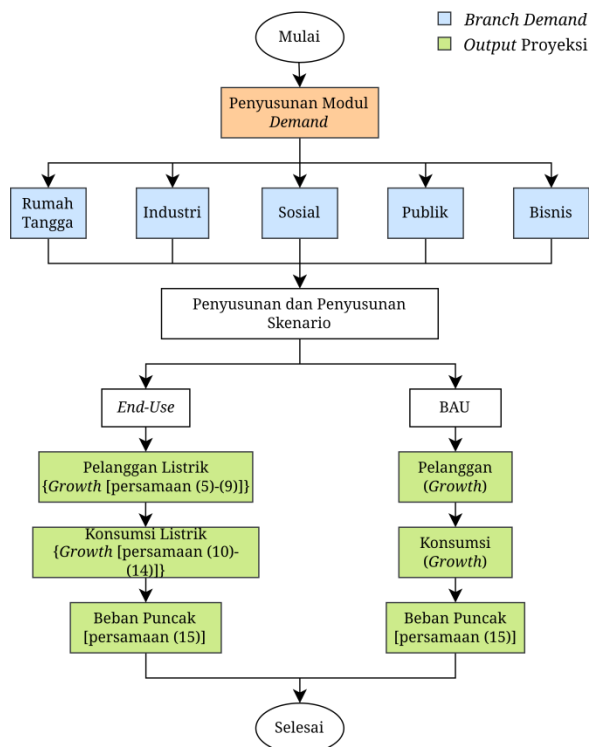 Mulai
Branch Demand
Output Proyeksi
Penyusunan Modul
Demand
Rumah
Tangga
Industri
Sosial
Publik
Bisnis
Penyusunan dan Penyusunan
Skenario
End-Use
BAU
Pelanggan Listrik
{Growth [persamaan (5)-(9)]}
Pelanggan
(Growth)
Konsumsi Listrik
{Growth [persamaan (10)-
(14)]}
Konsumsi
(Growth)
Beban Puncak
[persamaan (15)]
Beban Puncak
[persamaan (15)]
Selesai